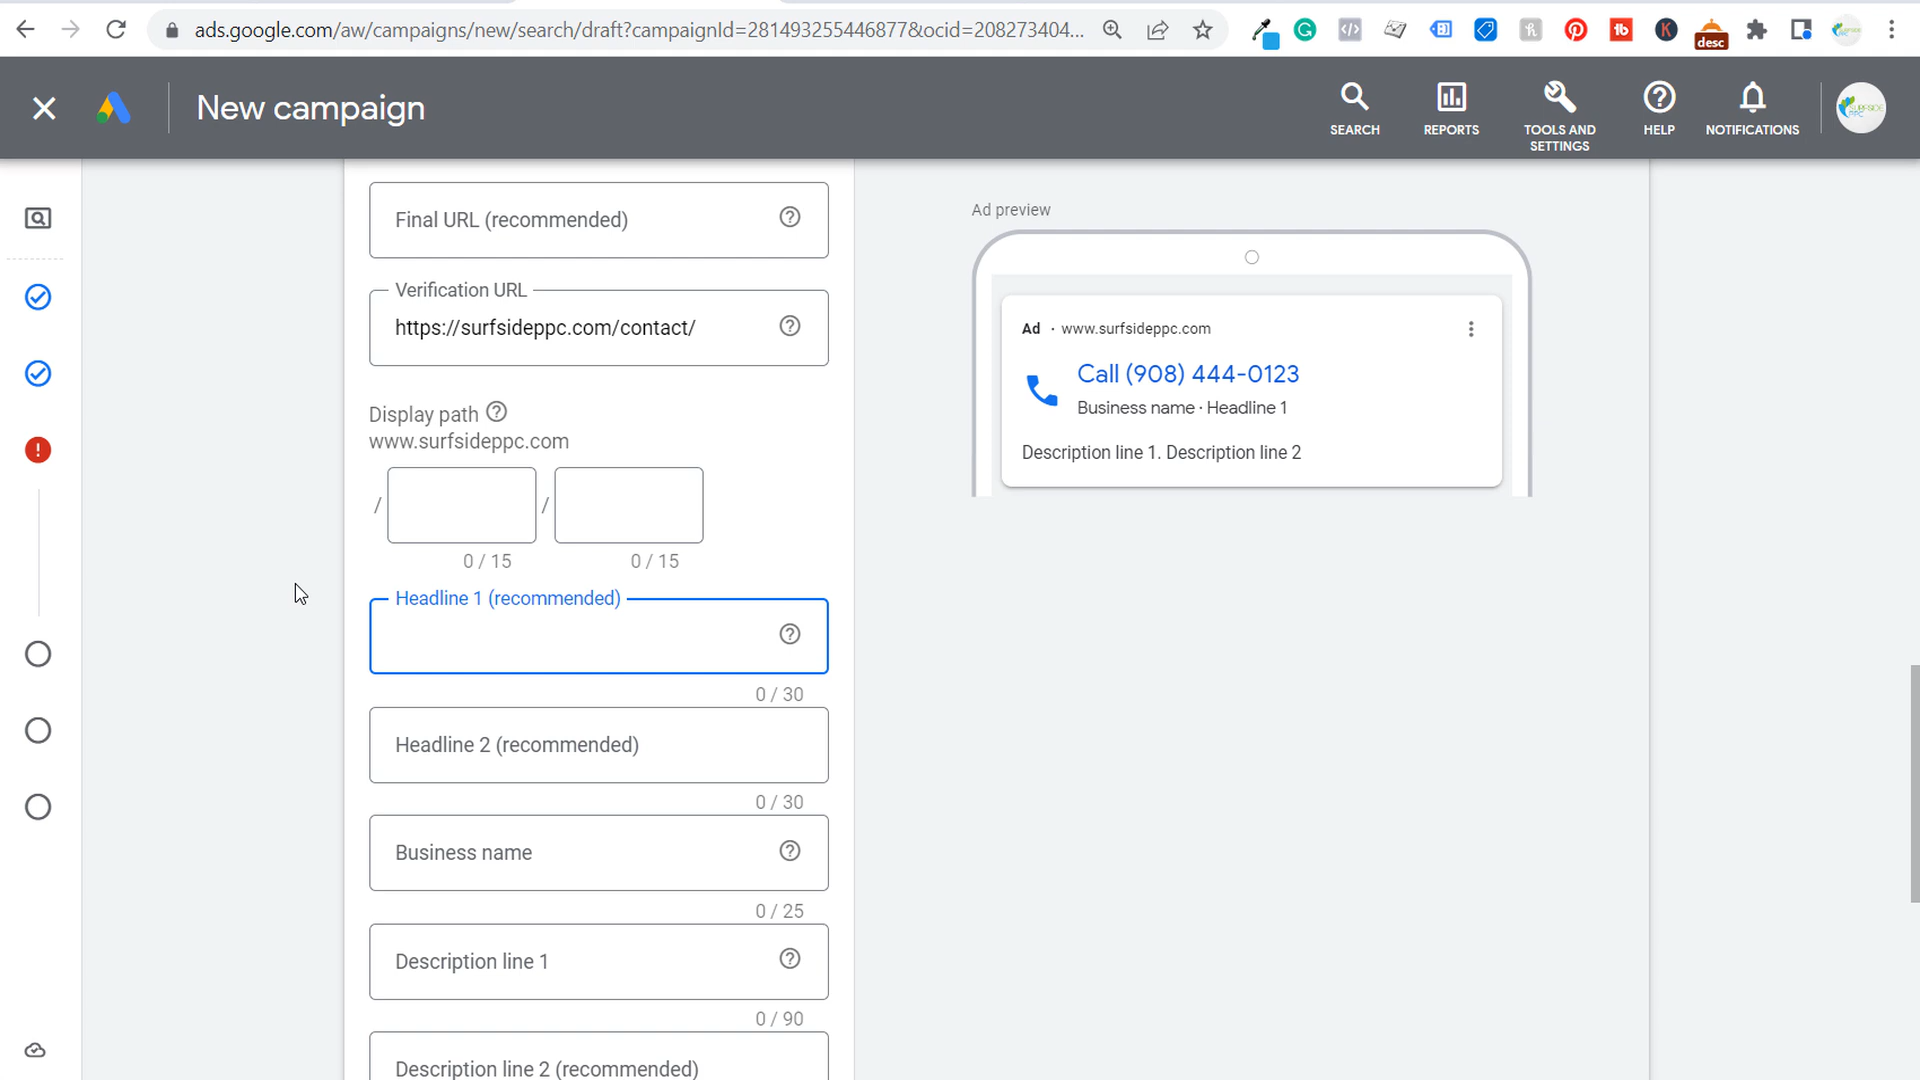 ads.google.com/aw/campaigns/new/search/draft?campaignId=281493255446877&ocid=208273404...
desc
New campaign
SEARCH
REPORTS
TOOLS AND
SETTINGS
HELP
NOTIFICATIONS
SURFSIDE
PPC
Final URL (recommended)
Verification URL
https://surfsideppc.com/contact/
Display path
www.surfsideppc.com
/
/
0 / 15
0 / 15
Headline 1 (recommended)
0 / 30
Headline 2 (recommended)
0 / 30
Business name
0 / 25
Description line 1
0 / 90
Description line 2 (recommended)
Ad preview
Ad · www.surfsideppc.com
Call (908) 444-0123
Business name · Headline 1
Description line 1. Description line 2